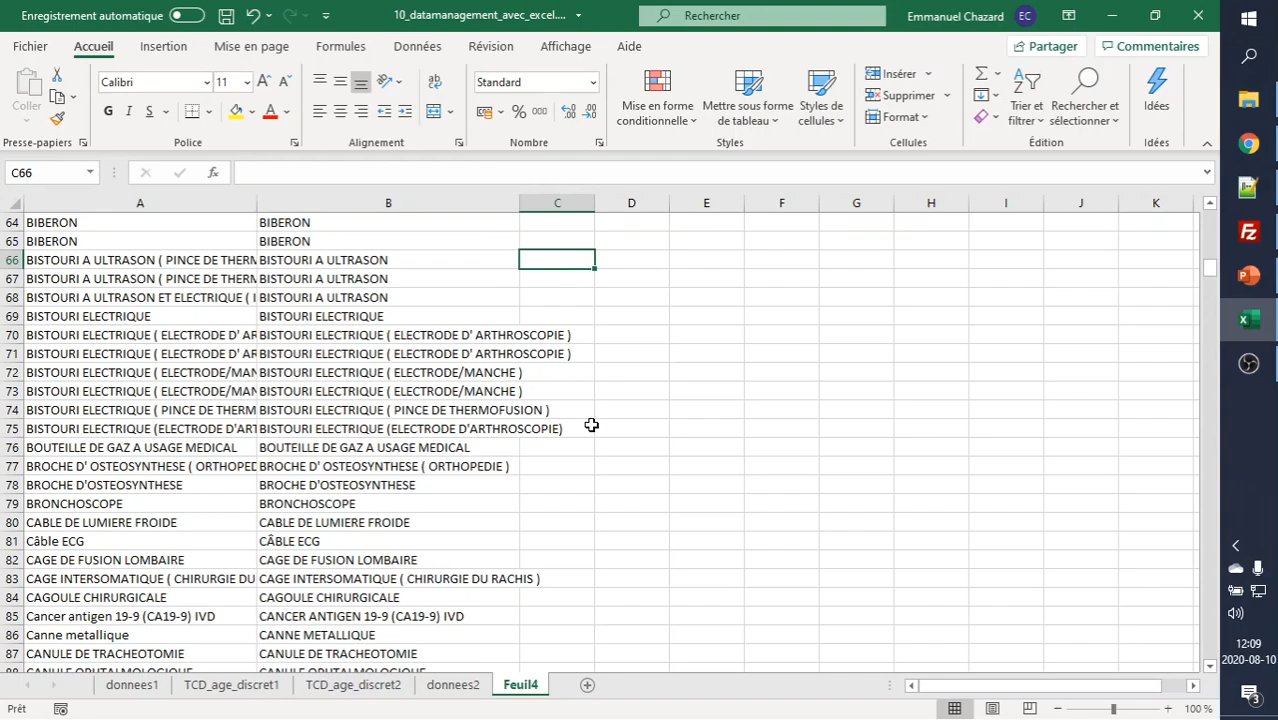 Enregistrement automatique
10_datamanagement_avec_excel....
Rechercher
Emmanuel Chazard
EC
Fichier
Accueil
Insertion
Mise en page
Formules
Données
Révision
Affichage
Aide
Partager
Commentaires
Coller
Calibri
11
G I S
Standard
% 000
Mise en forme conditionnelle
Mettre sous forme de tableau
Styles de cellules
Insérer
Supprimer
Format
Trier et filtrer
Rechercher et sélectionner
Idées
Presse-papiers
Police
Alignement
Nombre
Styles
Cellules
Édition
Idées
C66
fx
A B C D E F G H I J K
64 BIBERON BIBERON
65 BIBERON BIBERON
66 BISTOURI A ULTRASON ( PINCE DE THERM BISTOURI A ULTRASON
67 BISTOURI A ULTRASON ( PINCE DE THERM BISTOURI A ULTRASON
68 BISTOURI A ULTRASON ET ELECTRIQUE ( BISTOURI A ULTRASON
69 BISTOURI ELECTRIQUE BISTOURI ELECTRIQUE
70 BISTOURI ELECTRIQUE ( ELECTRODE D' AR BISTOURI ELECTRIQUE ( ELECTRODE D' ARTHROSCOPIE )
71 BISTOURI ELECTRIQUE ( ELECTRODE D' AR BISTOURI ELECTRIQUE ( ELECTRODE D' ARTHROSCOPIE )
72 BISTOURI ELECTRIQUE ( ELECTRODE/MAN BISTOURI ELECTRIQUE ( ELECTRODE/MANCHE )
73 BISTOURI ELECTRIQUE ( ELECTRODE/MAN BISTOURI ELECTRIQUE ( ELECTRODE/MANCHE )
74 BISTOURI ELECTRIQUE ( PINCE DE THERM BISTOURI ELECTRIQUE ( PINCE DE THERMOFUSION )
75 BISTOURI ELECTRIQUE (ELECTRODE D'ART BISTOURI ELECTRIQUE (ELECTRODE D'ARTHROSCOPIE)
76 BOUTEILLE DE GAZ A USAGE MEDICAL BOUTEILLE DE GAZ A USAGE MEDICAL
77 BROCHE D' OSTEOSYNTHESE ( ORTHOPED BROCHE D' OSTEOSYNTHESE ( ORTHOPEDIE )
78 BROCHE D'OSTEOSYNTHESE BROCHE D'OSTEOSYNTHESE
79 BRONCHOSCOPE BRONCHOSCOPE
80 CABLE DE LUMIERE FROIDE CABLE DE LUMIERE FROIDE
81 Câble ECG CÂBLE ECG
82 CAGE DE FUSION LOMBAIRE CAGE DE FUSION LOMBAIRE
83 CAGE INTERSOMATIQUE ( CHIRURGIE DU CAGE INTERSOMATIQUE ( CHIRURGIE DU RACHIS )
84 CAGOULE CHIRURGICALE CAGOULE CHIRURGICALE
85 Cancer antigen 19-9 (CA19-9) IVD CANCER ANTIGEN 19-9 (CA19-9) IVD
86 Canne metallique CANNE METALLIQUE
87 CANULE DE TRACHEOTOMIE CANULE DE TRACHEOTOMIE
88 CANULE OPHTALMOLOGIQUE CANULE OPHTALMOLOGIQUE
donnees1
TCD_age_discret1
TCD_age_discret2
donnees2
Feuil4
Prêt
100 %
12:09
2020-08-10
3